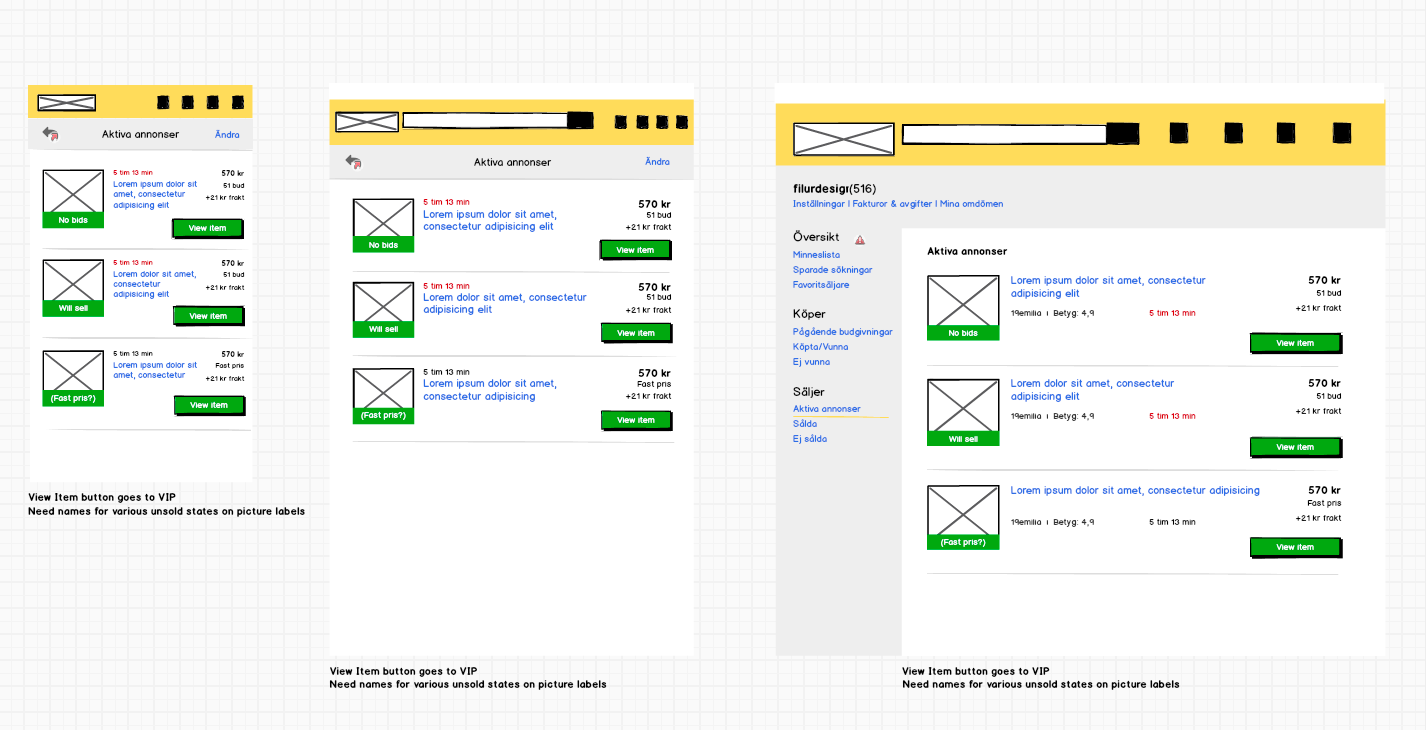 Aktiva annonser
Ändra
5 tim 13 min
570 kr
Lorem ipsum dolor sit
51 bud
amet, consectetur
+21 kr frakt
adipisicing elit
No bids
View item
5 tim 13 min
570 kr
Lorem dolor sit amet,
51 bud
consectetur
+21 kr frakt
adipisicing elit
Will sell
View item
5 tim 13 min
570 kr
Lorem ipsum dolor sit
Fast pris
amet, consectetur
+21 kr frakt
(Fast pris?)
View item
View Item button goes to VIP
Need names for various unsold states on picture labels
Aktiva annonser
Ändra
5 tim 13 min
570 kr
Lorem ipsum dolor sit amet,
51 bud
consectetur adipisicing elit
+21 kr frakt
No bids
View item
5 tim 13 min
570 kr
Lorem dolor sit amet, consectetur
51 bud
adipisicing elit
+21 kr frakt
Will sell
View item
5 tim 13 min
570 kr
Lorem ipsum dolor sit amet,
Fast pris
consectetur adipisicing
+21 kr frakt
(Fast pris?)
View item
View Item button goes to VIP
Need names for various unsold states on picture labels
filurdesign(516)
Inställningar | Fakturor & avgifter | Mina omdömen
Översikt
Minneslista
Sparade sökningar
Favoritsäljare
Köper
Pågående budgivningar
Köpta/Vunna
Ej vunna
Säljer
Aktiva annonser
Sålda
Ej sålda
Aktiva annonser
Lorem ipsum dolor sit amet, consectetur
570 kr
adipisicing elit
51 bud
19emilia | Betyg: 4,9
5 tim 13 min
+21 kr frakt
No bids
View item
Lorem dolor sit amet, consectetur
570 kr
adipisicing elit
51 bud
19emilia | Betyg: 4,9
5 tim 13 min
+21 kr frakt
Will sell
View item
Lorem ipsum dolor sit amet, consectetur adipisicing
570 kr
Fast pris
19emilia | Betyg: 4,9
5 tim 13 min
+21 kr frakt
(Fast pris?)
View item
View Item button goes to VIP
Need names for various unsold states on picture labels